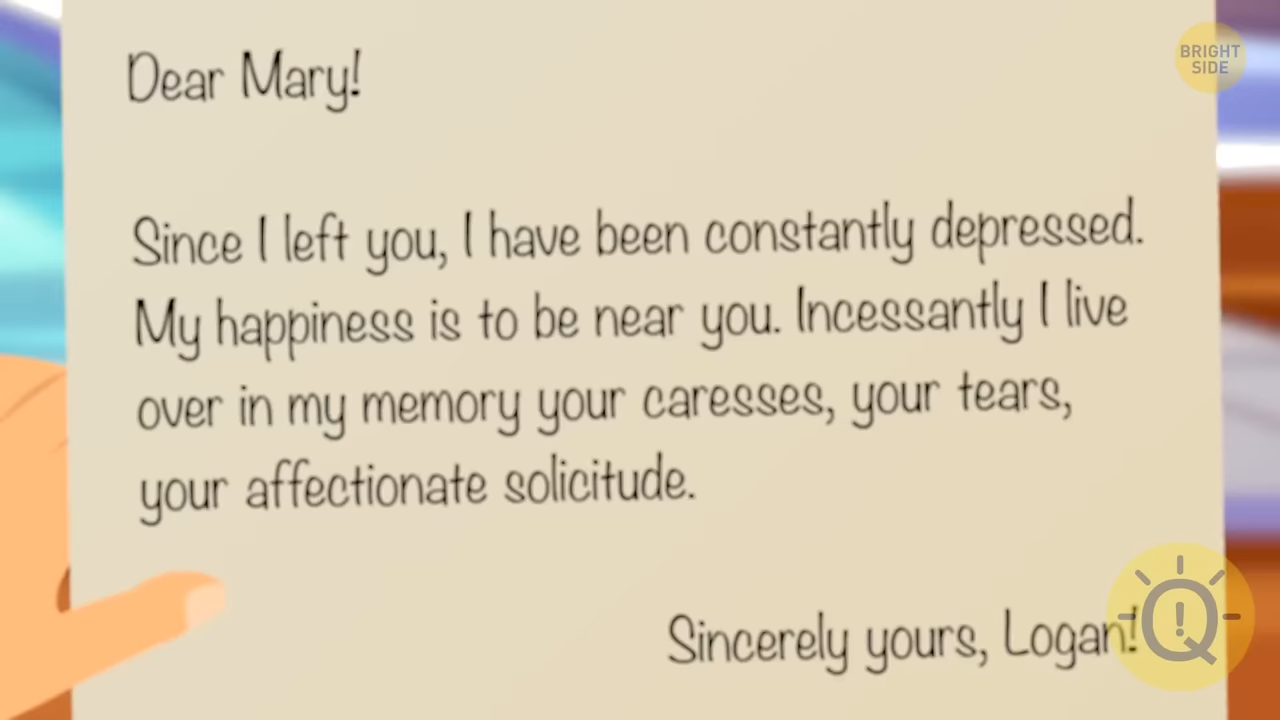 BRIGHT
SIDE
Dear Mary!
Since I left you, I have been constantly depressed.
My happiness is to be near you. Incessantly I live
over in my memory your caresses, your tears,
your affectionate solicitude.
Sincerely yours, Logan!
Q!